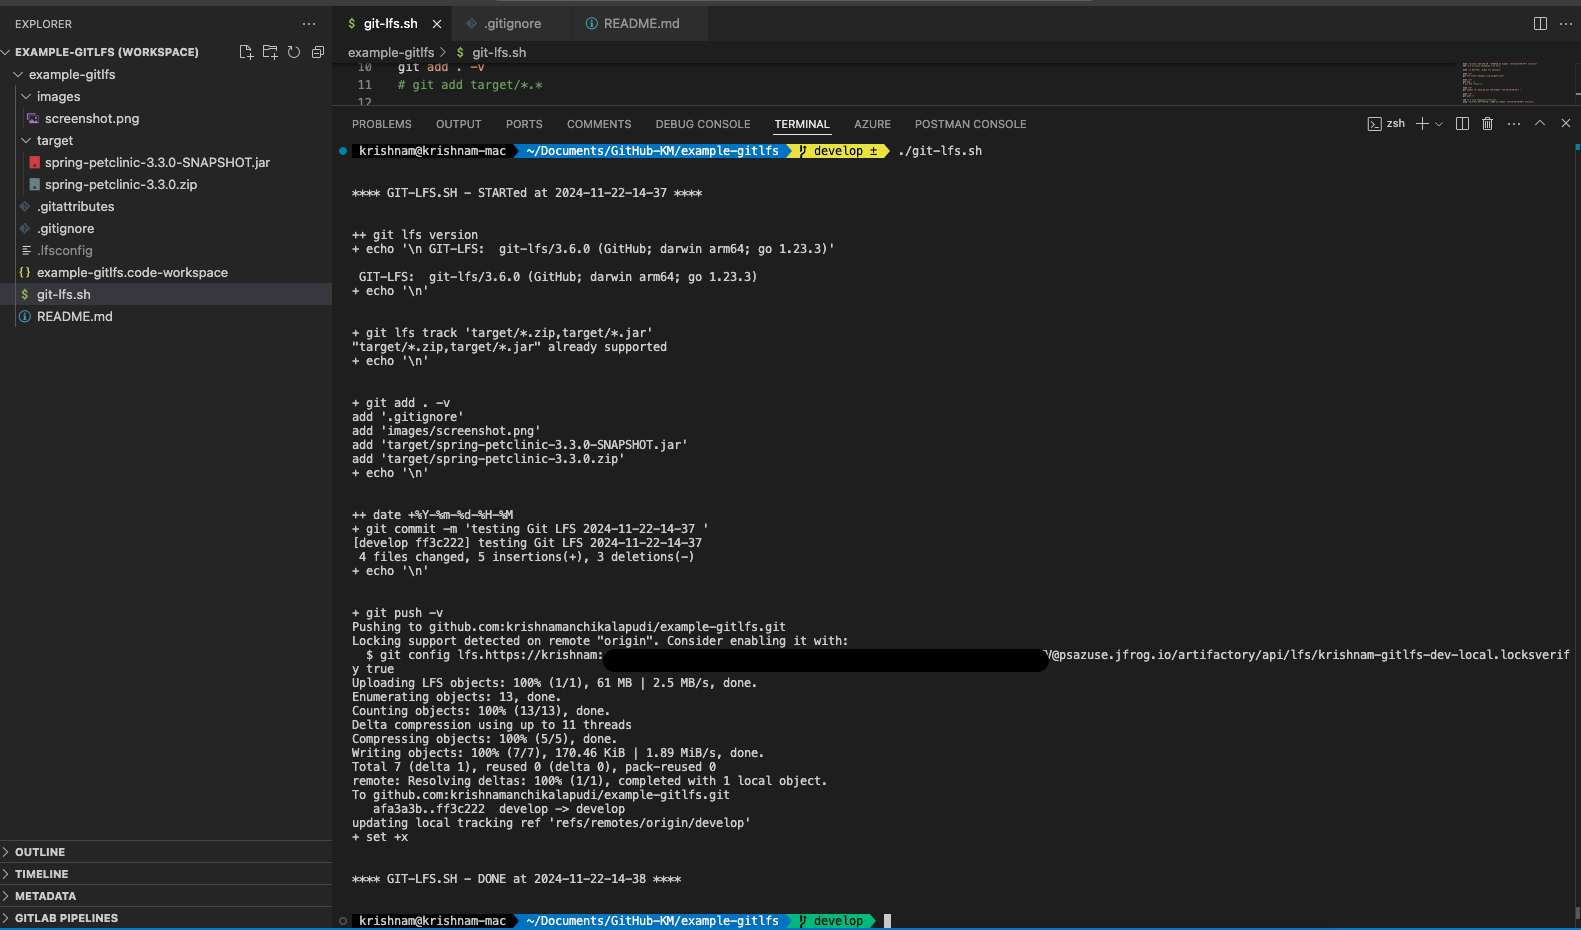 EXPLORER
EXAMPLE-GITLFS (WORKSPACE)
example-gitlfs
images
screenshot.png
target
spring-petclinic-3.3.0-SNAPSHOT.jar
spring-petclinic-3.3.0.zip
.gitattributes
.gitignore
.lfsconfig
example-gitlfs.code-workspace
git-lfs.sh
README.md
OUTLINE
TIMELINE
METADATA
GITLAB PIPELINES
git-lfs.sh .gitignore README.md
example-gitlfs > $ git-lfs.sh
10 git add . -v
11 # git add target/*.*
12
PROBLEMS OUTPUT PORTS COMMENTS DEBUG CONSOLE TERMINAL AZURE POSTMAN CONSOLE
zsh
krishnam@krishnam-mac ~/Documents/GitHub-KM/example-gitlfs develop ± ./git-lfs.sh
**** GIT-LFS.SH - STARTed at 2024-11-22-14-37 ****
++ git lfs version
+ echo '\n GIT-LFS:  git-lfs/3.6.0 (GitHub; darwin arm64; go 1.23.3)'
GIT-LFS:  git-lfs/3.6.0 (GitHub; darwin arm64; go 1.23.3)
+ echo '\n'
+ git lfs track 'target/*.zip,target/*.jar'
"target/*.zip,target/*.jar" already supported
+ echo '\n'
+ git add . -v
add '.gitignore'
add 'images/screenshot.png'
add 'target/spring-petclinic-3.3.0-SNAPSHOT.jar'
add 'target/spring-petclinic-3.3.0.zip'
+ echo '\n'
++ date +%Y-%m-%d-%H-%M
+ git commit -m 'testing Git LFS 2024-11-22-14-37 '
[develop ff3c222] testing Git LFS 2024-11-22-14-37
4 files changed, 5 insertions(+), 3 deletions(-)
+ echo '\n'
+ git push -v
Pushing to github.com:krishnamanchikalapudi/example-gitlfs.git
Locking support detected on remote "origin". Consider enabling it with:
$ git config lfs.https://krishnam: @psazuse.jfrog.io/artifactory/api/lfs/krishnam-gitlfs-dev-local.locksverif
y true
Uploading LFS objects: 100% (1/1), 61 MB | 2.5 MB/s, done.
Enumerating objects: 13, done.
Counting objects: 100% (13/13), done.
Delta compression using up to 11 threads
Compressing objects: 100% (5/5), done.
Writing objects: 100% (7/7), 170.46 KiB | 1.89 MiB/s, done.
Total 7 (delta 1), reused 0 (delta 0), pack-reused 0
remote: Resolving deltas: 100% (1/1), completed with 1 local object.
To github.com:krishnamanchikalapudi/example-gitlfs.git
afa3a3b..ff3c222  develop -> develop
updating local tracking ref 'refs/remotes/origin/develop'
+ set +x
**** GIT-LFS.SH - DONE at 2024-11-22-14-38 ****
krishnam@krishnam-mac ~/Documents/GitHub-KM/example-gitlfs develop